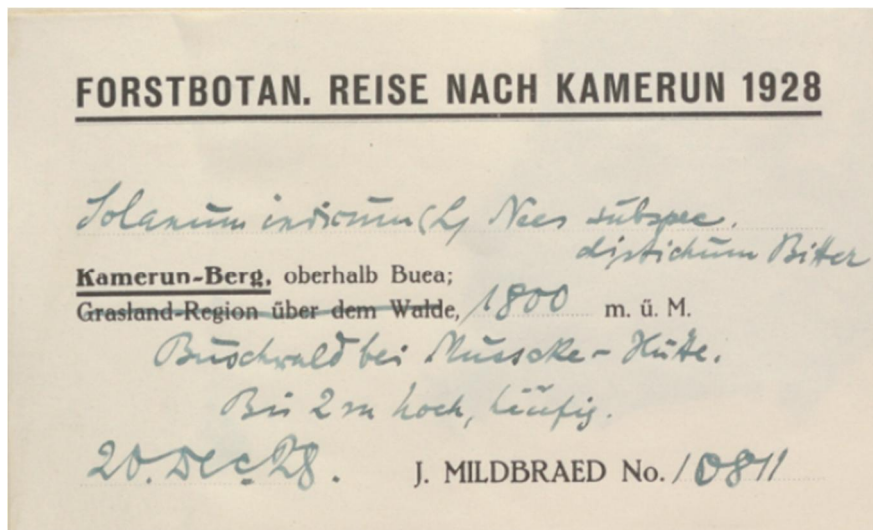 FORSTBOTAN. REISE NACH KAMERUN 1928
Solanum indicum (L) Nees subspec.
distichum Bitter
Kamerun-Berg, oberhalb Buea;
Grasland-Region über dem Walde, 1800 m. ü. M.
Buschwald bei Musake-Hütte.
Bis 2 m hoch, häufig.
20. Dec. 28. J. MILDBRAED No. 10811